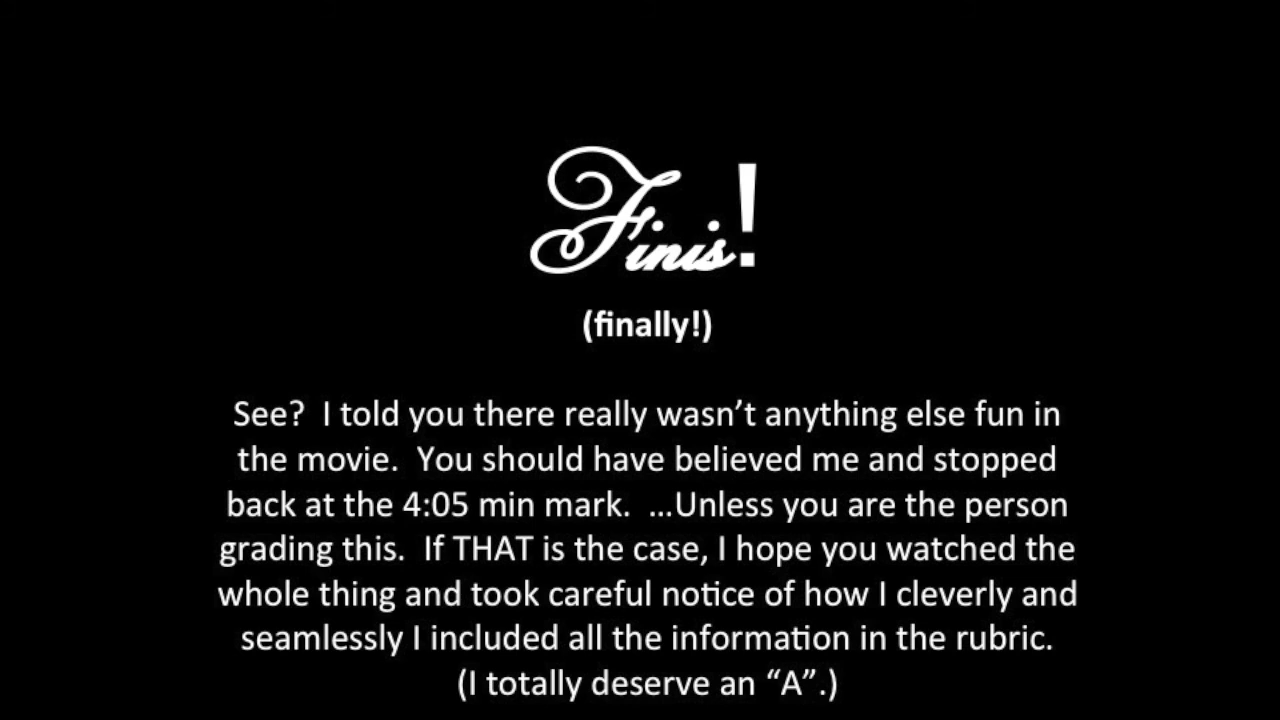 Finis!
(finally!)
See?  I told you there really wasn’t anything else fun in
the movie.  You should have believed me and stopped
back at the 4:05 min mark.  …Unless you are the person
grading this.  If THAT is the case, I hope you watched the
whole thing and took careful notice of how I cleverly and
seamlessly I included all the information in the rubric.
(I totally deserve an “A”.)